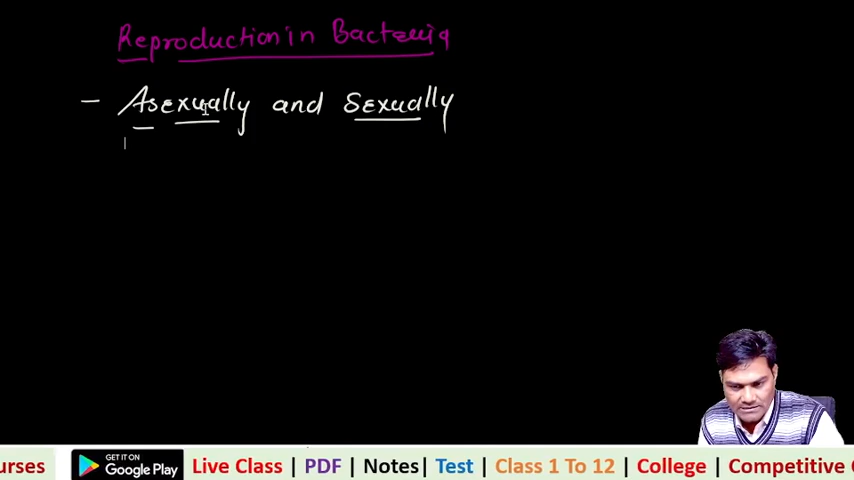 Reproduction in Bacteria
- Asexually and Sexually
urses GET IT ON Google Play Live Class | PDF | Notes| Test | Class 1 To 12 | College | Competitive